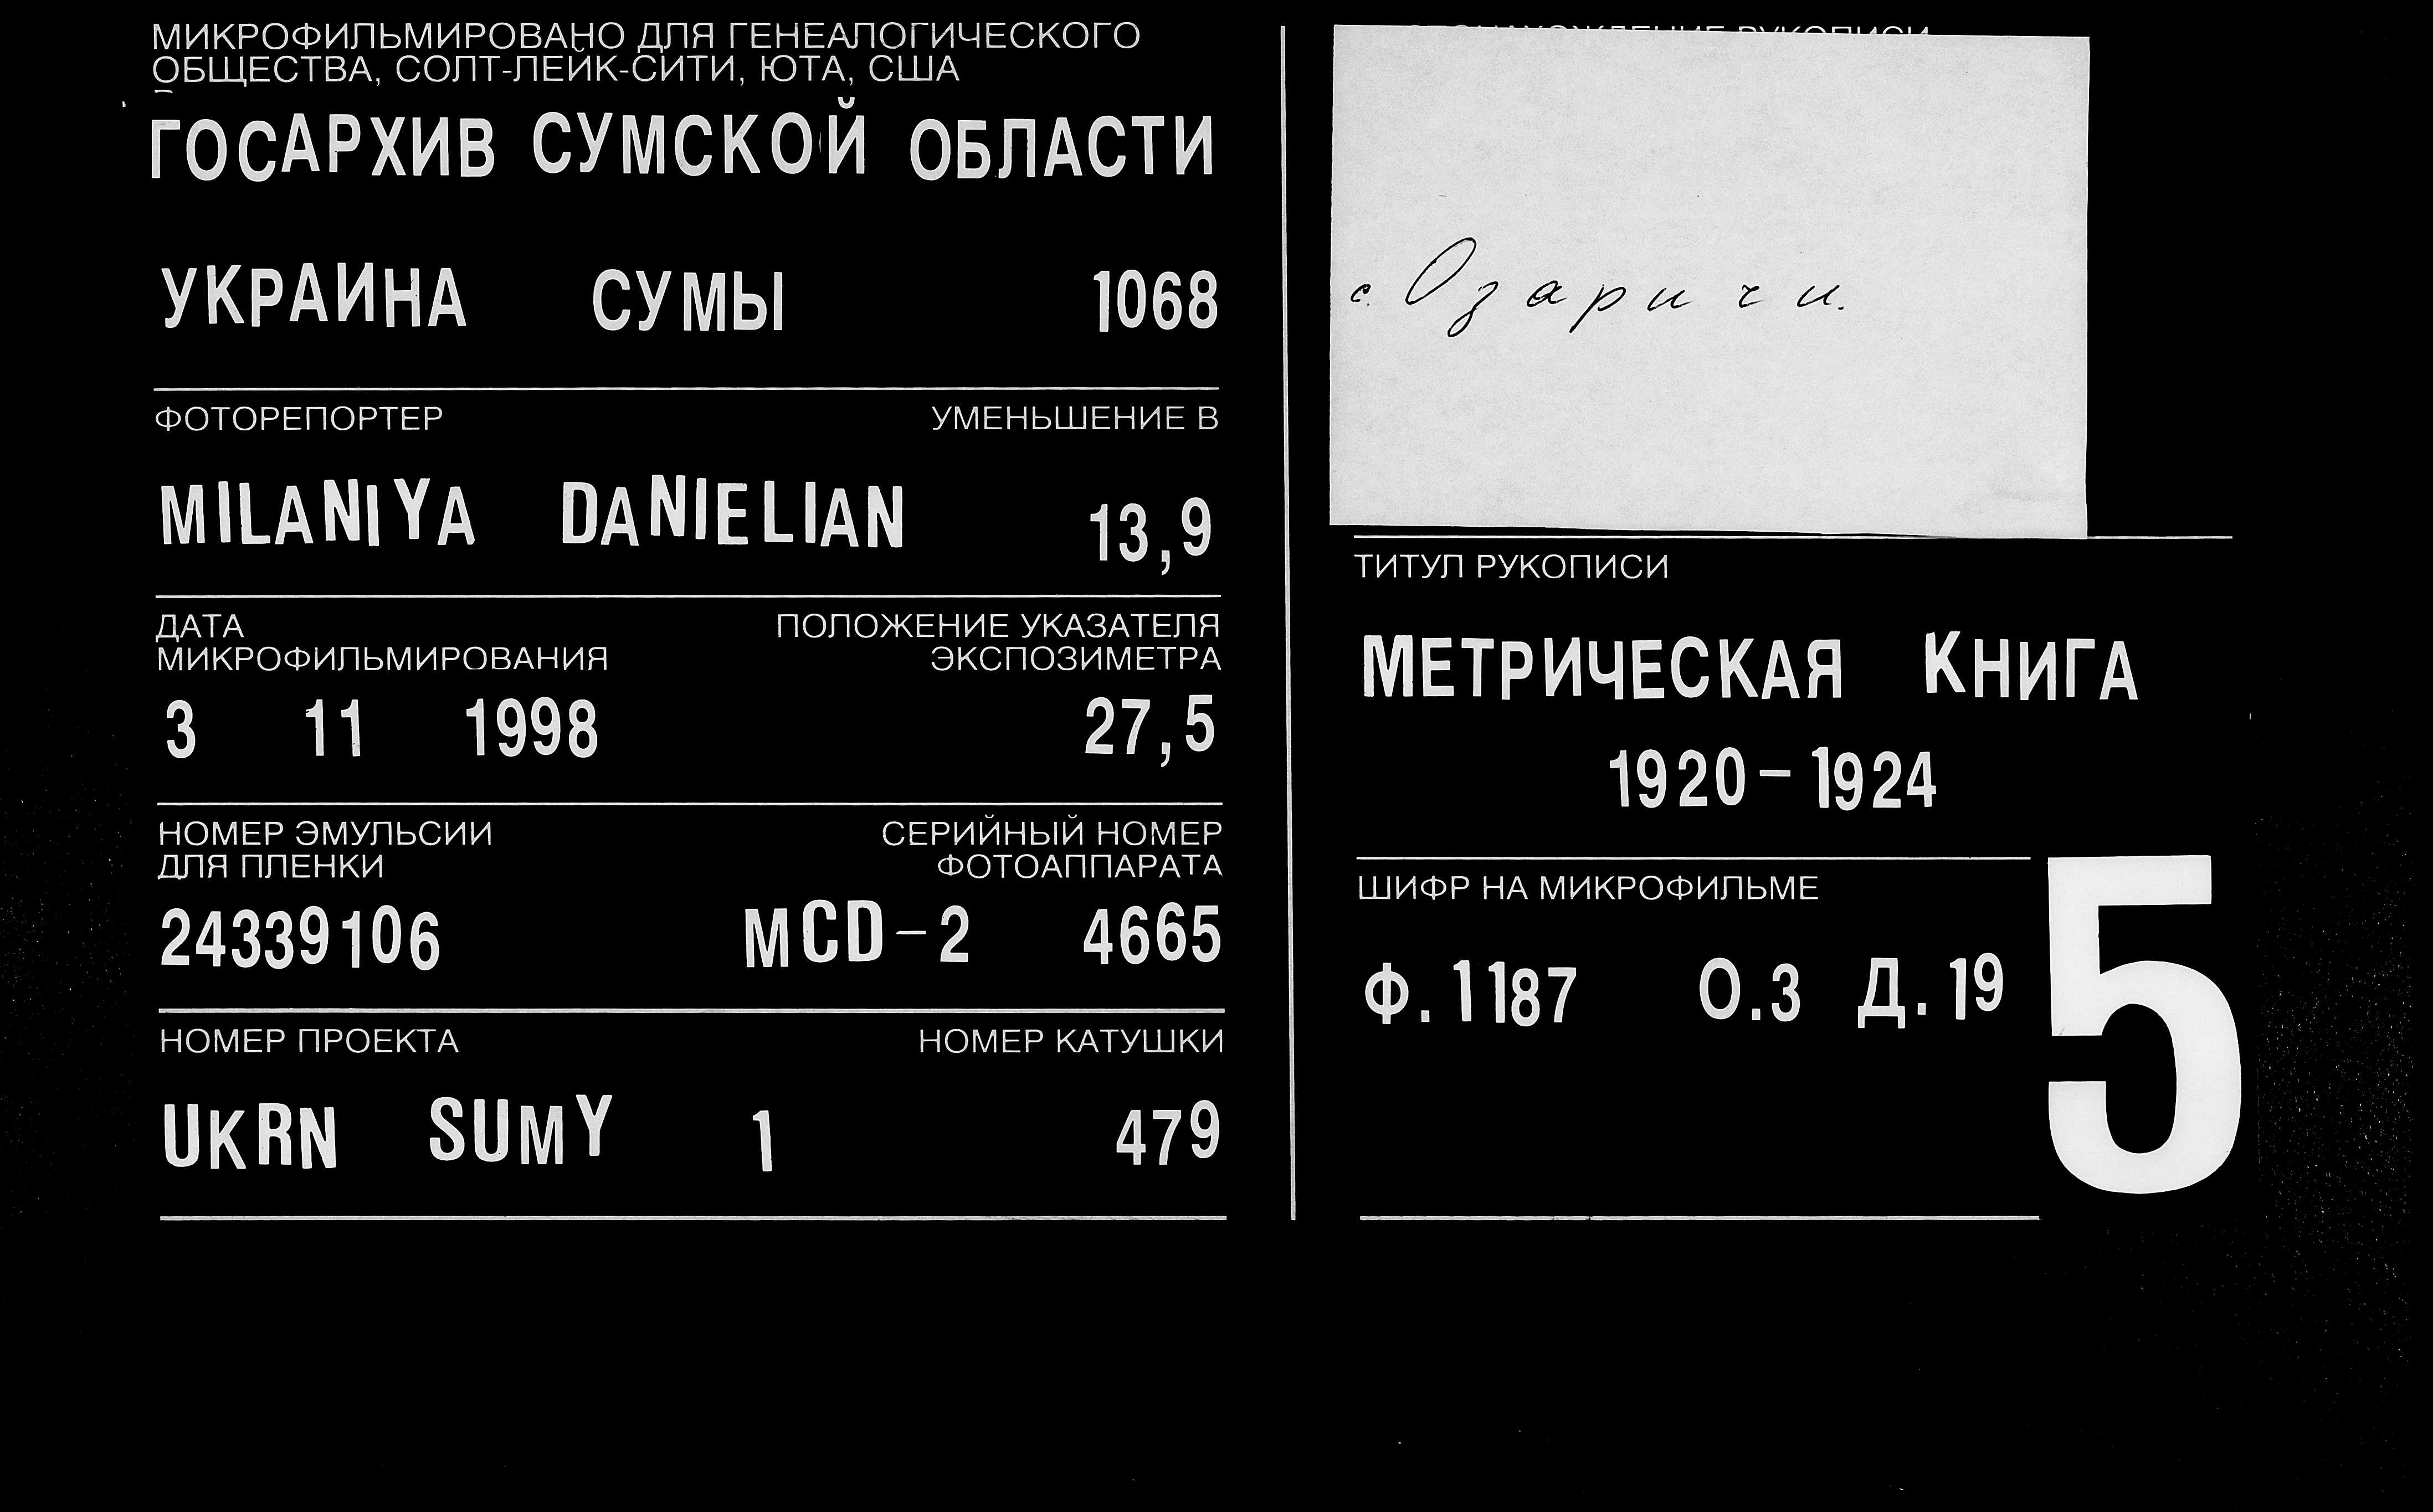 МИКРОФИЛЬМИРОВАНО ДЛЯ ГЕНЕАЛОГИЧЕСКОГО
ОБЩЕСТВА, СОЛТ-ЛЕЙК-СИТИ, ЮТА, США
ГОСАРХИВ СУМСКОЙ ОБЛАСТИ
УКРАИНА СУМЫ 1068
ФОТОРЕПОРТЕР УМЕНЬШЕНИЕ В
MILANIYA DANIELIAN 13,9
ДАТА ПОЛОЖЕНИЕ УКАЗАТЕЛЯ
МИКРОФИЛЬМИРОВАНИЯ ЭКСПОЗИМЕТРА
3 11 1998 27,5
НОМЕР ЭМУЛЬСИИ СЕРИЙНЫЙ НОМЕР
ДЛЯ ПЛЕНКИ ФОТОАППАРАТА
24339106 MCD-2 4665
НОМЕР ПРОЕКТА НОМЕР КАТУШКИ
UKRN SUMY 1 479
РУКОПИСИ
с. Озаричи.
ТИТУЛ РУКОПИСИ
МЕТРИЧЕСКАЯ КНИГА
1920-1924
ШИФР НА МИКРОФИЛЬМЕ
Ф. 1187 О.3 Д. 19
5